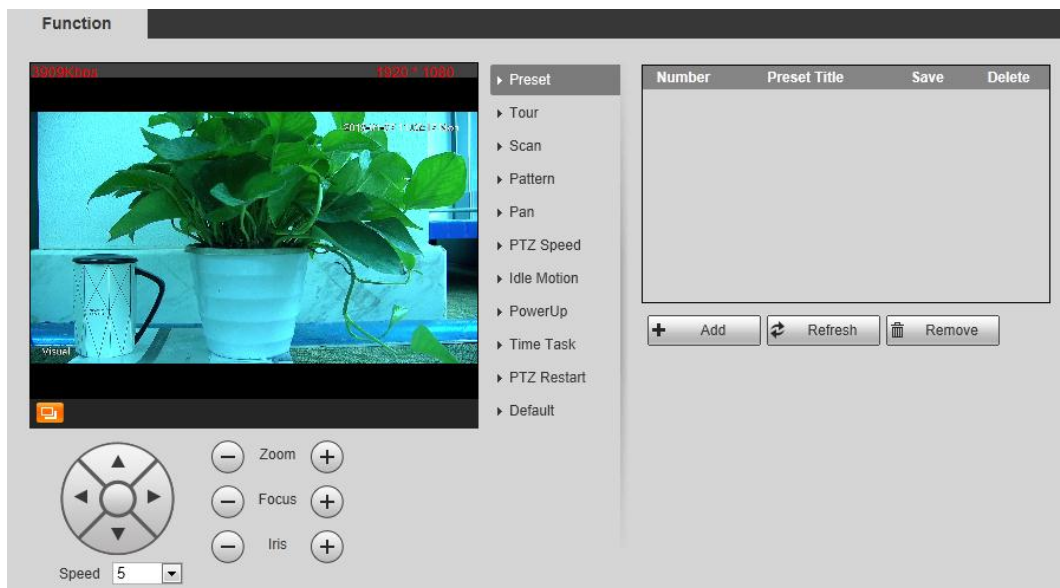 Function
3909Kbps
1920 * 1080
Visuel
Preset
Tour
Scan
Pattern
Pan
PTZ Speed
Idle Motion
PowerUp
Time Task
PTZ Restart
Default
Number Preset Title Save Delete
Add Refresh Remove
Zoom
Focus
Iris
Speed 5